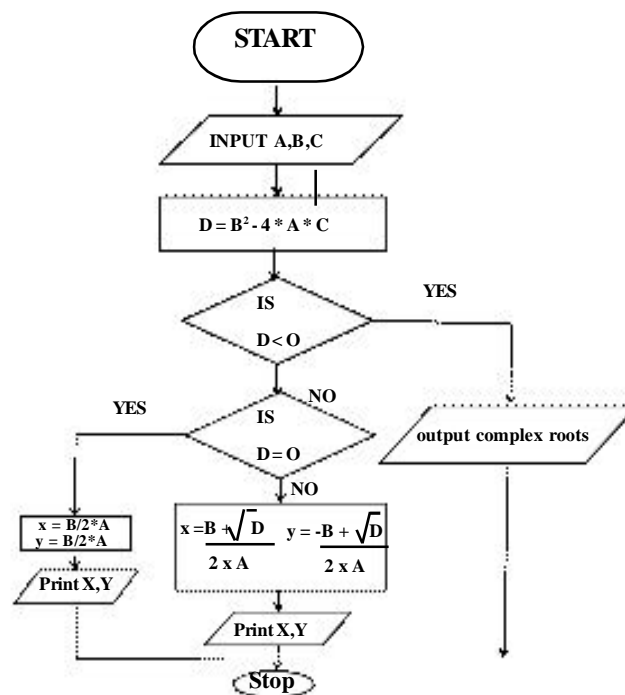 START
INPUT A,B,C
D = B² - 4 * A * C
IS
D < O
YES
NO
output complex roots
YES
IS
D = O
NO
x = B/2*A
y = B/2*A
x = B + √D / 2 x A
y = -B + √D / 2 x A
Print X,Y
Print X,Y
Stop